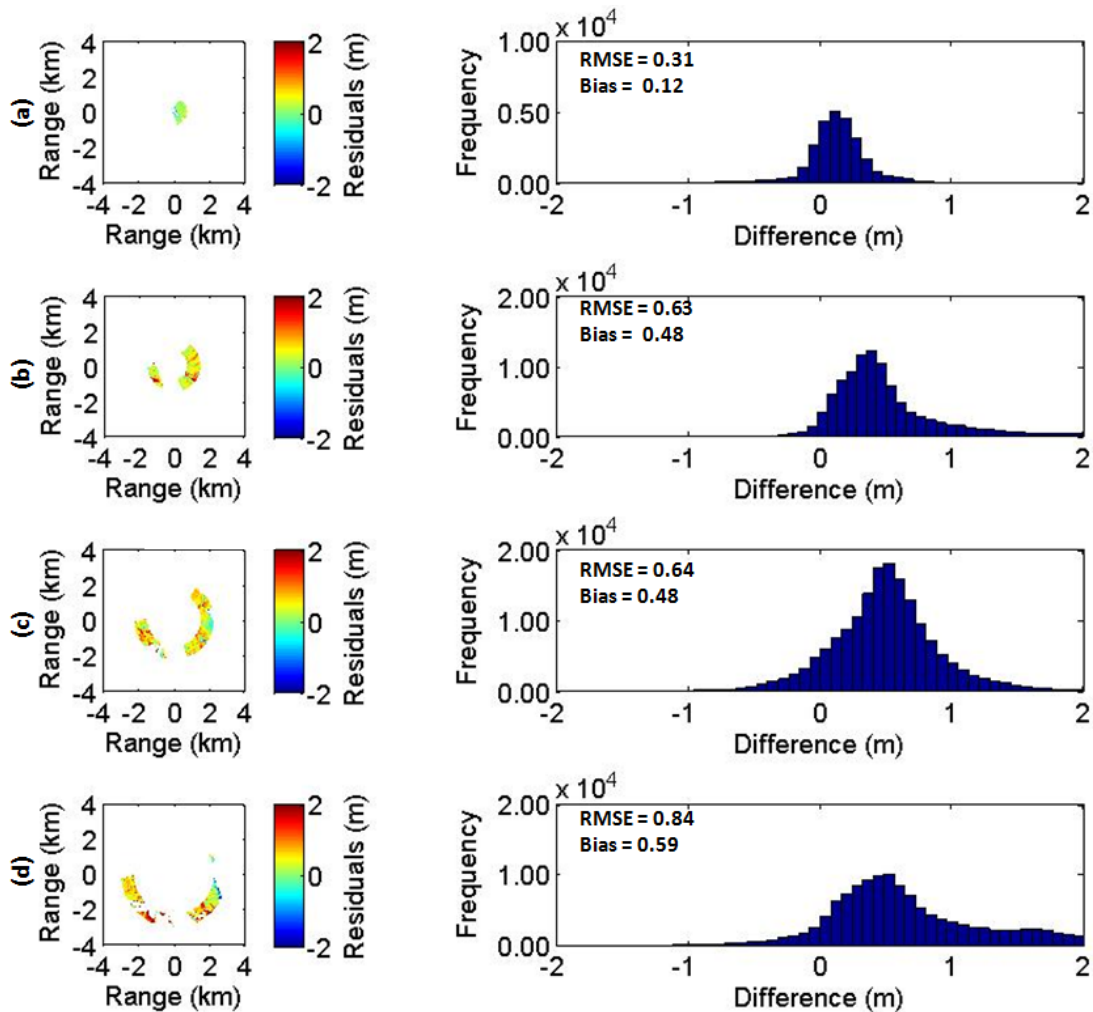 (a)
Range (km)
4
2
0
-2
-4
-4 -2 0 2 4
Range (km)
2
0
-2
Residuals (m)
x 10^4
1.00
0.50
0.00
Frequency
RMSE = 0.31
Bias = 0.12
-2 -1 0 1 2
Difference (m)
(b)
Range (km)
4
2
0
-2
-4
-4 -2 0 2 4
Range (km)
2
0
-2
Residuals (m)
x 10^4
2.00
1.00
0.00
Frequency
RMSE = 0.63
Bias = 0.48
-2 -1 0 1 2
Difference (m)
(c)
Range (km)
4
2
0
-2
-4
-4 -2 0 2 4
Range (km)
2
0
-2
Residuals (m)
x 10^4
2.00
1.00
0.00
Frequency
RMSE = 0.64
Bias = 0.48
-2 -1 0 1 2
Difference (m)
(d)
Range (km)
4
2
0
-2
-4
-4 -2 0 2 4
Range (km)
2
0
-2
Residuals (m)
x 10^4
2.00
1.00
0.00
Frequency
RMSE = 0.84
Bias = 0.59
-2 -1 0 1 2
Difference (m)